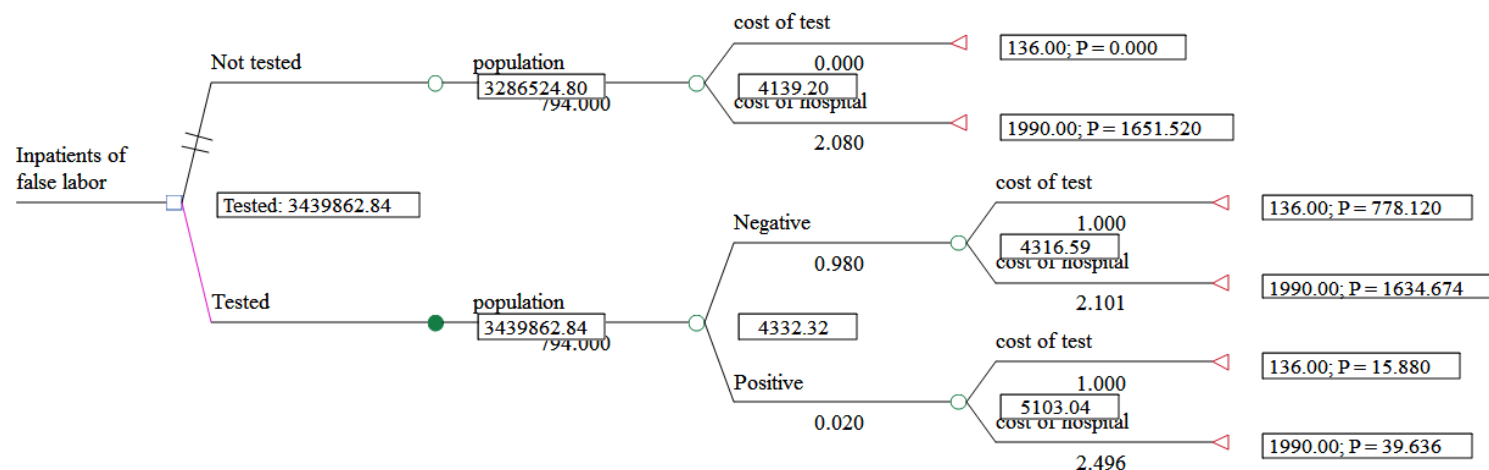 cost of test
136.00; P = 0.000
Not tested
population
0.000
3286524.80
4139.20
794.000
cost of hospital
1990.00; P = 1651.520
2.080
Inpatients of
false labor
cost of test
136.00; P = 778.120
Tested: 3439862.84
Negative
1.000
4316.59
0.980
cost of hospital
1990.00; P = 1634.674
2.101
Tested
population
3439862.84
4332.32
794.000
cost of test
136.00; P = 15.880
Positive
1.000
5103.04
0.020
cost of hospital
1990.00; P = 39.636
2.496